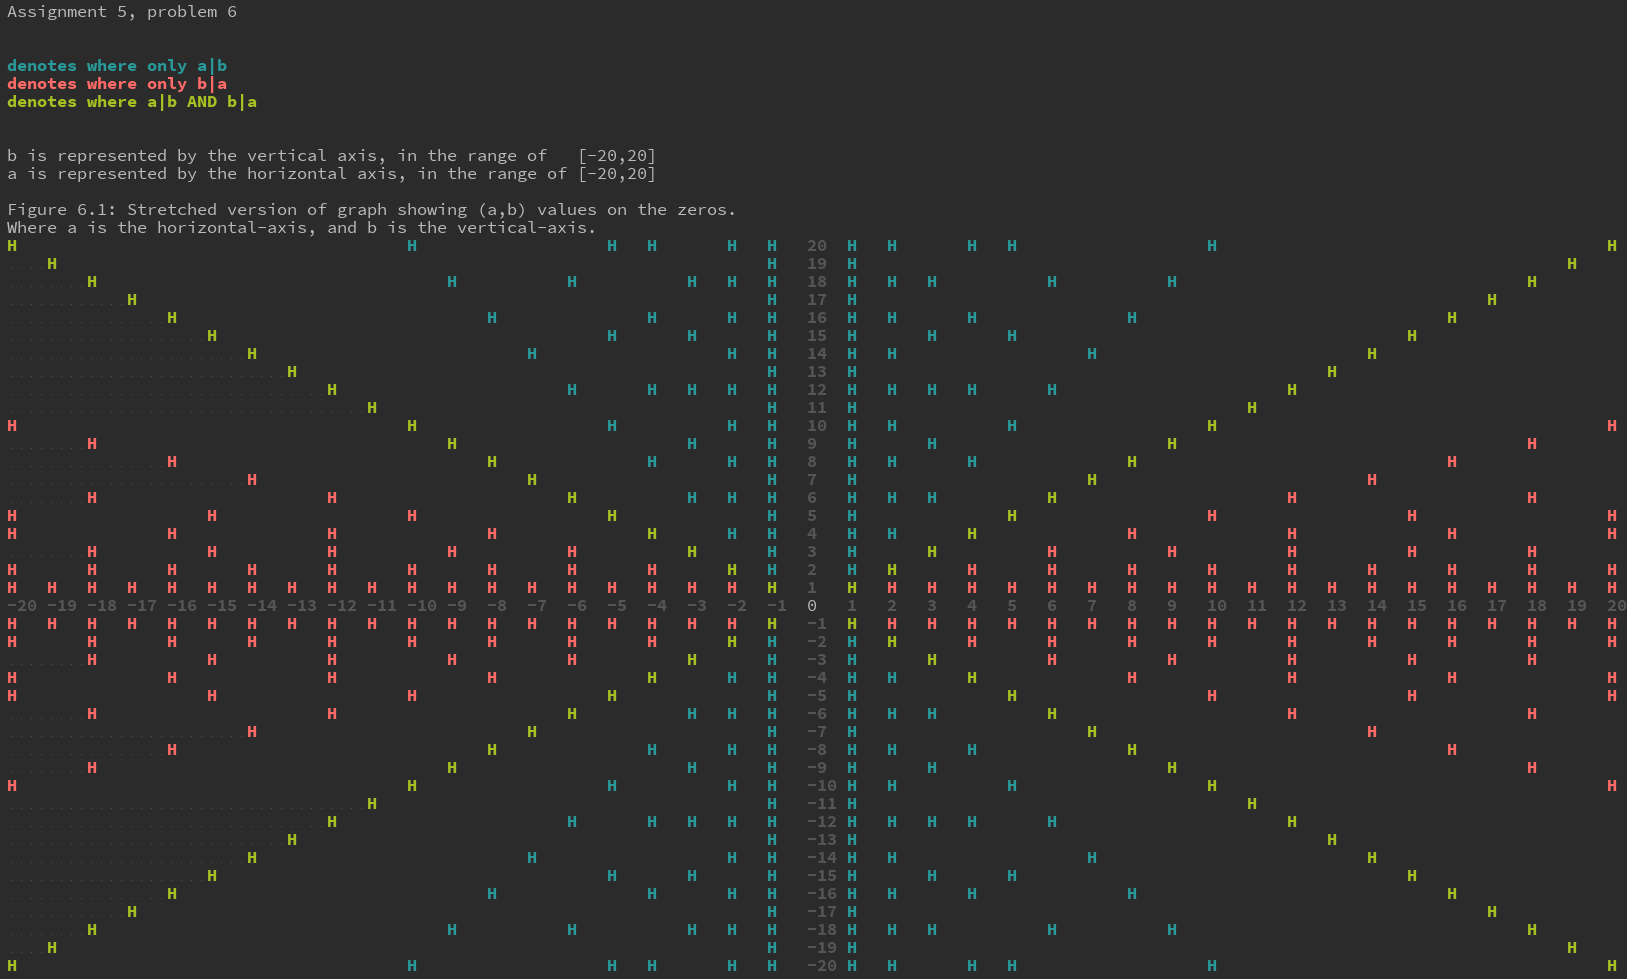 Assignment 5, problem 6
denotes where only a|b
denotes where only b|a
denotes where a|b AND b|a
b is represented by the vertical axis, in the range of [-20,20]
a is represented by the horizontal axis, in the range of [-20,20]
Figure 6.1: Stretched version of graph showing (a,b) values on the zeros.
Where a is the horizontal-axis, and b is the vertical-axis.
H H H H H H 20 H H H H H H
H H 19 H H
H H H H H H 18 H H H H H H
H H 17 H H
H H H H H 16 H H H H H
H H H H 15 H H H H
H H H H 14 H H H H
H H 13 H H
H H H H H H 12 H H H H H H
H H 11 H H
H H H H H 10 H H H H H
H H H H 9 H H H H
H H H H H 8 H H H H H
H H H 7 H H H
H H H H H H 6 H H H H H H
H H H H H 5 H H H H H
H H H H H H H 4 H H H H H H H
H H H H H H H 3 H H H H H H H
H H H H H H H H H H H 2 H H H H H H H H H H H
H H H H H H H H H H H H H H H H H H H H 1 H H H H H H H H H H H H H H H H H H H H
-20 -19 -18 -17 -16 -15 -14 -13 -12 -11 -10 -9 -8 -7 -6 -5 -4 -3 -2 -1 0 1 2 3 4 5 6 7 8 9 10 11 12 13 14 15 16 17 18 19 20
H H H H H H H H H H H H H H H H H H H H -1 H H H H H H H H H H H H H H H H H H H H
H H H H H H H H H H H -2 H H H H H H H H H H H
H H H H H H H -3 H H H H H H H
H H H H H H H -4 H H H H H H H
H H H H H -5 H H H H H
H H H H H H -6 H H H H H H
H H H -7 H H H
H H H H H -8 H H H H H
H H H H -9 H H H H
H H H H H -10 H H H H H
H H -11 H H
H H H H H H -12 H H H H H H
H H -13 H H
H H H H -14 H H H H
H H H H -15 H H H H
H H H H H -16 H H H H H
H H -17 H H
H H H H H H -18 H H H H H H
H H -19 H H
H H H H H H -20 H H H H H H